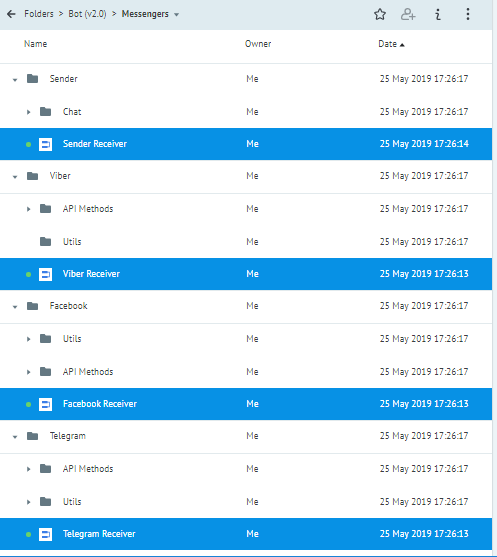 Folders > Bot (v2.0) > Messengers
Name Owner Date
Sender Me 25 May 2019 17:26:17
Chat Me 25 May 2019 17:26:17
Sender Receiver Me 25 May 2019 17:26:14
Viber Me 25 May 2019 17:26:17
API Methods Me 25 May 2019 17:26:17
Utils Me 25 May 2019 17:26:17
Viber Receiver Me 25 May 2019 17:26:13
Facebook Me 25 May 2019 17:26:17
Utils Me 25 May 2019 17:26:17
API Methods Me 25 May 2019 17:26:17
Facebook Receiver Me 25 May 2019 17:26:13
Telegram Me 25 May 2019 17:26:17
API Methods Me 25 May 2019 17:26:17
Utils Me 25 May 2019 17:26:17
Telegram Receiver Me 25 May 2019 17:26:13